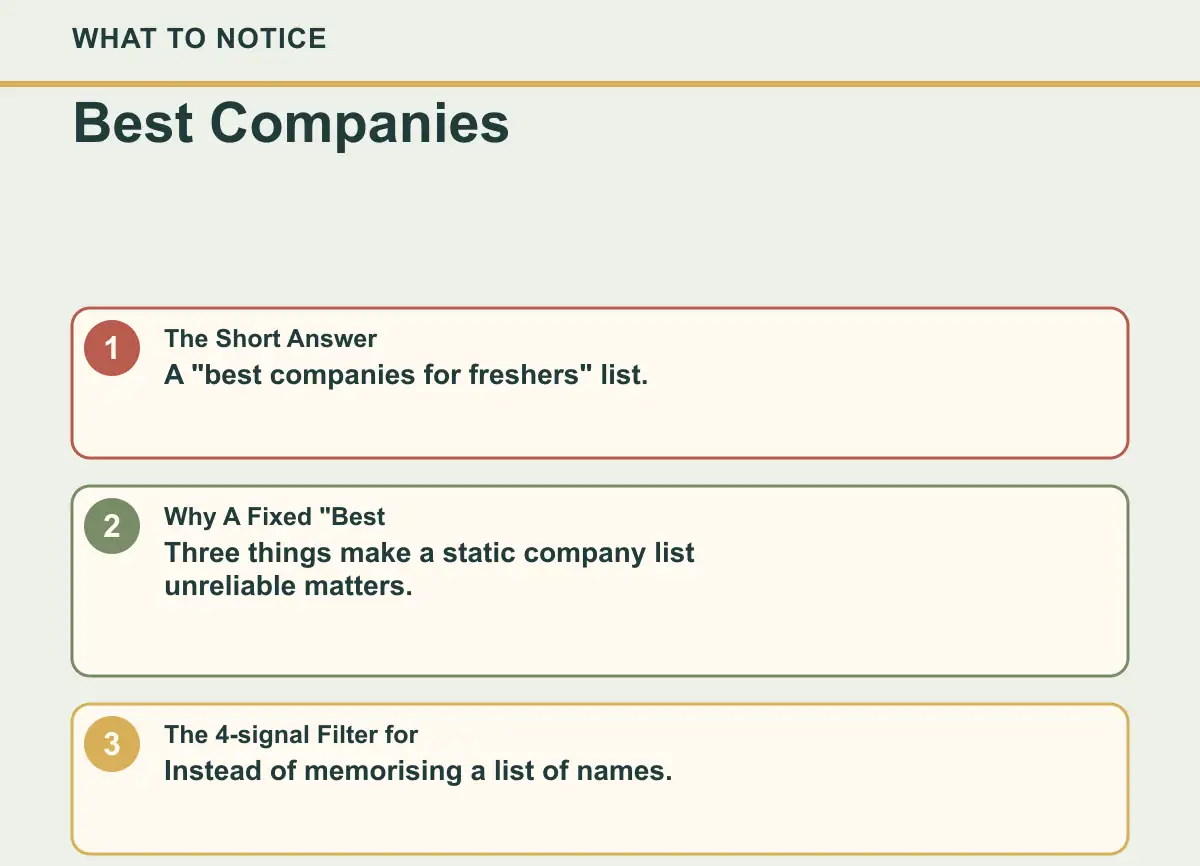 WHAT TO NOTICE
Best Companies
1
The Short Answer
A "best companies for freshers" list.
2
Why A Fixed "Best
Three things make a static company list
unreliable matters.
3
The 4-signal Filter for
Instead of memorising a list of names.